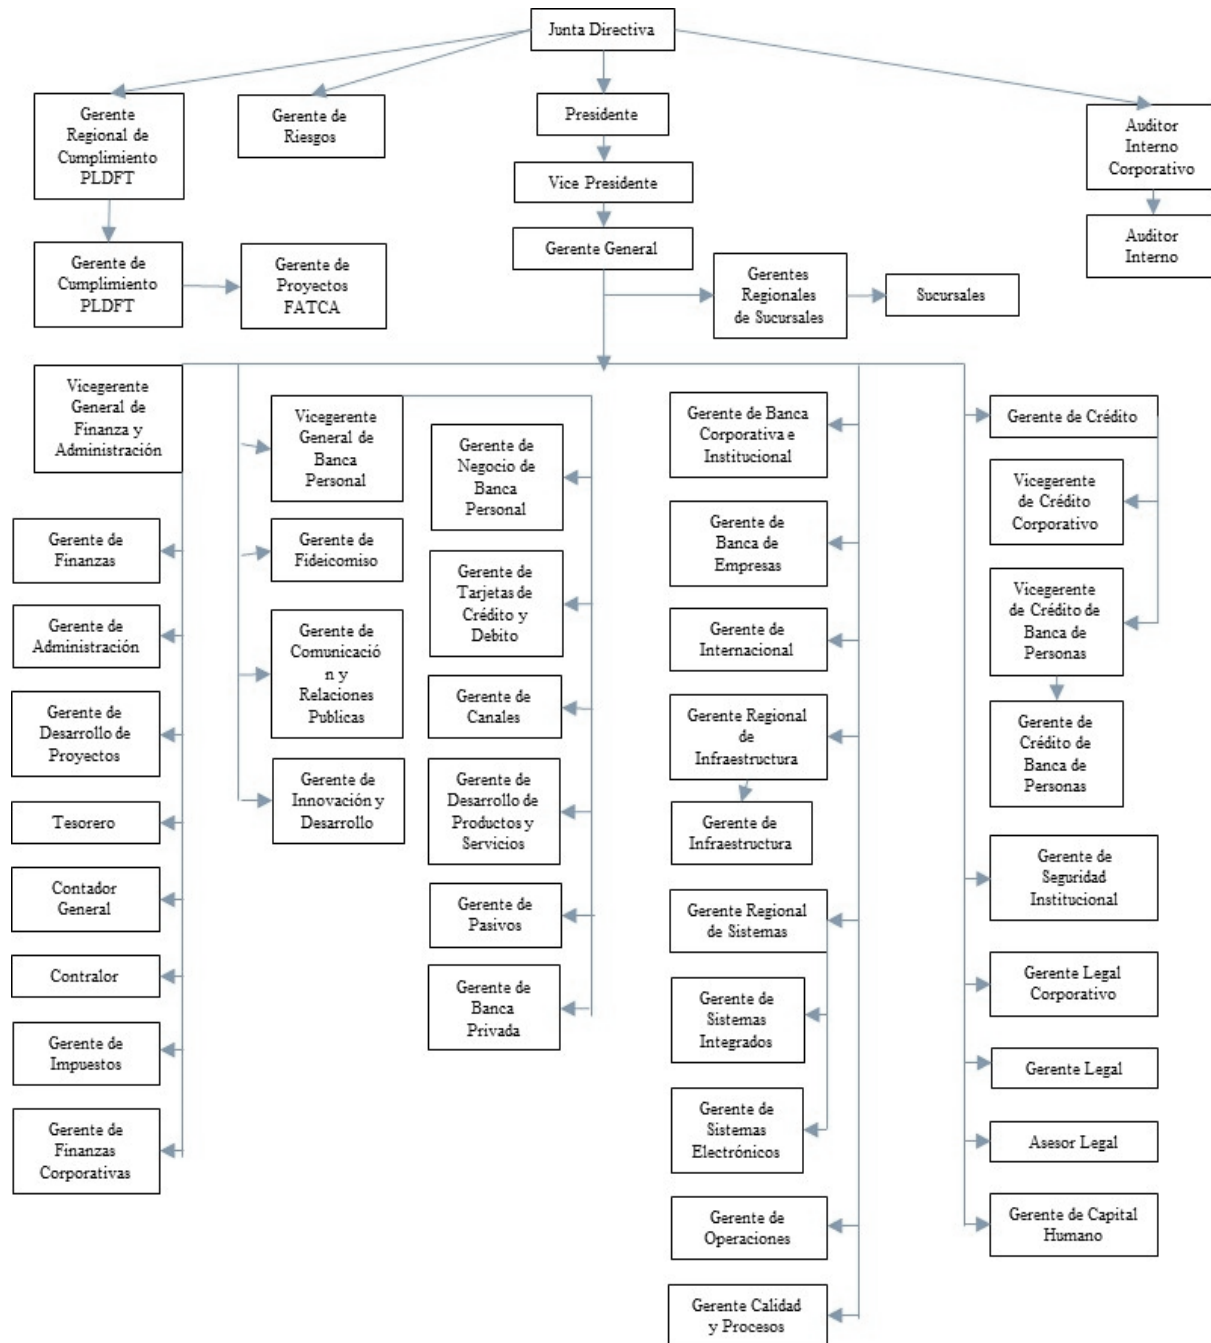 Junta Directiva
Gerente
Regional de
Cumplimiento
PLDFT
Gerente de
Riesgos
Presidente
Auditor
Interno
Corporativo
Vice Presidente
Gerente General
Auditor
Interno
Gerente de
Cumplimiento
PLDFT
Gerente de
Proyectos
FATCA
Gerentes
Regionales
de Sucursales
Sucursales
Vicegerente
General de
Finanza y
Administración
Gerente de
Finanzas
Gerente de
Administración
Gerente de
Desarrollo de
Proyectos
Tesorero
Contador
General
Contralor
Gerente de
Impuestos
Gerente de
Finanzas
Corporativas
Vicegerente
General de
Banca
Personal
Gerente de
Fideicomiso
Gerente de
Comunicació
n y
Relaciones
Publicas
Gerente de
Innovación y
Desarrollo
Gerente de
Negocio de
Banca
Personal
Gerente de
Tarjetas de
Crédito y
Debito
Gerente de
Canales
Gerente de
Desarrollo de
Productos y
Servicios
Gerente de
Pasivos
Gerente de
Banca
Privada
Gerente de Banca
Corporativa e
Institucional
Gerente de
Banca de
Empresas
Gerente de
Internacional
Gerente Regional
de
Infraestructura
Gerente de
Infraestructura
Gerente Regional
de Sistemas
Gerente de
Sistemas
Integrados
Gerente de
Sistemas
Electrónicos
Gerente de
Operaciones
Gerente Calidad
y Procesos
Gerente de Crédito
Vicegerente
de Crédito
Corporativo
Vicegerente
de Crédito de
Banca de
Personas
Gerente de
Crédito de
Banca de
Personas
Gerente de
Seguridad
Institucional
Gerente Legal
Corporativo
Gerente Legal
Asesor Legal
Gerente de Capital
Humano